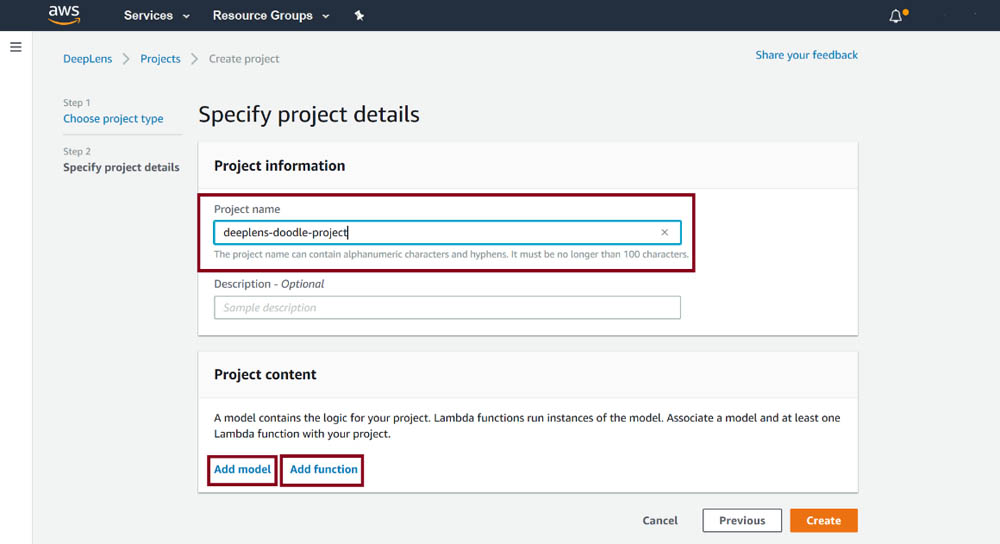 aws
Services
Resource Groups
DeepLens
Projects
Create project
Share your feedback
Step 1
Choose project type
Step 2
Specify project details
Specify project details
Project information
Project name
deeplens-doodle-project
The project name can contain alphanumeric characters and hyphens. It must be no longer than 100 characters.
Description - Optional
Sample description
Project content
A model contains the logic for your project. Lambda functions run instances of the model. Associate a model and at least one
Lambda function with your project.
Add model
Add function
Cancel
Previous
Create